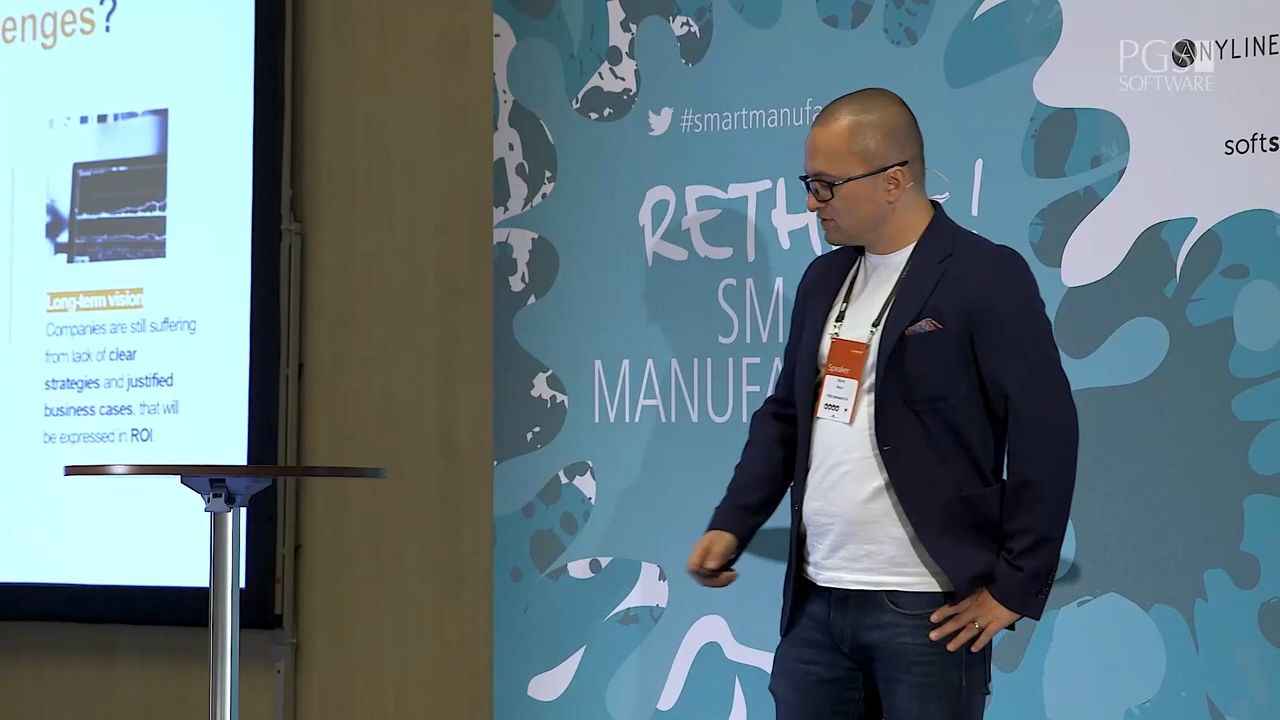 enges?
Long-term vision
Companies are still suffering
from lack of clear
strategies and justified
business cases, that will
be expressed in ROI.
#smartmanufa
RETH
SM
MANUFA
Speaker
PGS
SOFTWARE
ANYLINE
softs